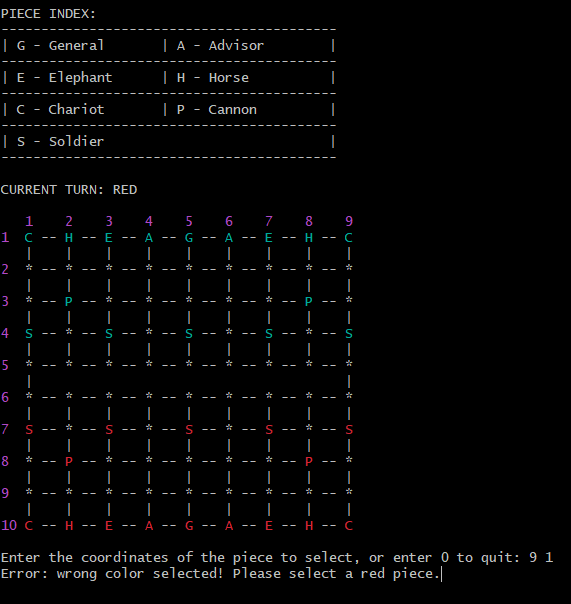 PIECE INDEX:
------------------------------------------
| G - General       | A - Advisor        |
------------------------------------------
| E - Elephant      | H - Horse          |
------------------------------------------
| C - Chariot       | P - Cannon         |
------------------------------------------
| S - Soldier                            |
------------------------------------------
CURRENT TURN: RED
   1    2    3    4    5    6    7    8    9
1  C -- H -- E -- A -- G -- A -- E -- H -- C
   |    |    |    |    |    |    |    |    |
2  * -- * -- * -- * -- * -- * -- * -- * -- *
   |    |    |    |    |    |    |    |    |
3  * -- P -- * -- * -- * -- * -- * -- P -- *
   |    |    |    |    |    |    |    |    |
4  S -- * -- S -- * -- S -- * -- S -- * -- S
   |    |    |    |    |    |    |    |    |
5  * -- * -- * -- * -- * -- * -- * -- * -- *
   |                                       |
6  * -- * -- * -- * -- * -- * -- * -- * -- *
   |    |    |    |    |    |    |    |    |
7  S -- * -- S -- * -- S -- * -- S -- * -- S
   |    |    |    |    |    |    |    |    |
8  * -- P -- * -- * -- * -- * -- * -- P -- *
   |    |    |    |    |    |    |    |    |
9  * -- * -- * -- * -- * -- * -- * -- * -- *
   |    |    |    |    |    |    |    |    |
10 C -- H -- E -- A -- G -- A -- E -- H -- C
Enter the coordinates of the piece to select, or enter 0 to quit: 9 1
Error: wrong color selected! Please select a red piece.